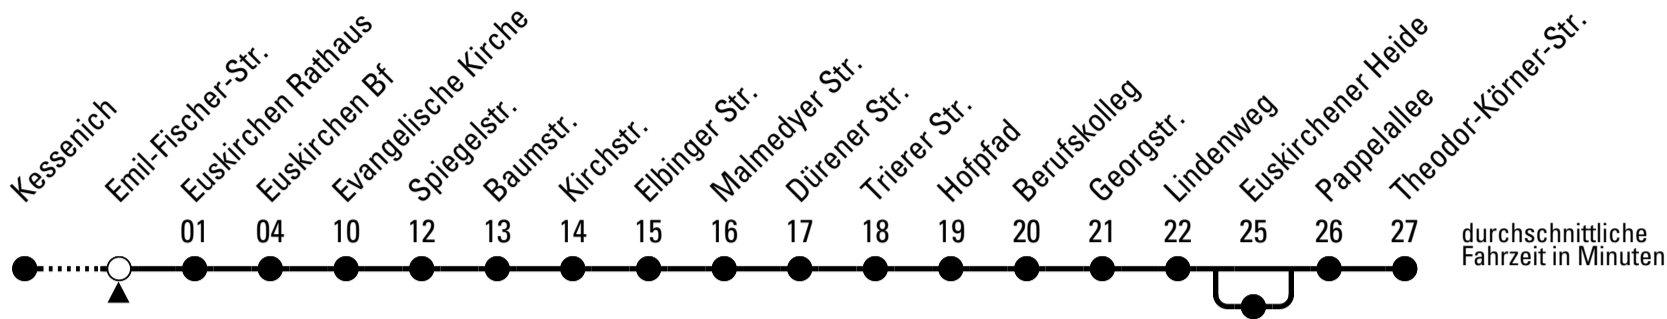 Kessenich
Emil-Fischer-Str.
Euskirchen Rathaus
Euskirchen Bf
Evangelische Kirche
Spiegelstr.
Baumstr.
Kirchstr.
Elbinger Str.
Malmedyer Str.
Dürener Str.
Trierer Str.
Hofpfad
Berufskolleg
Georgstr.
Lindenweg
Euskirchener Heide
Pappelallee
Theodor-Körner-Str.
01 04 10 12 13 14 15 16 17 18 19 20 21 22 25 26 27
durchschnittliche
Fahrzeit in Minuten